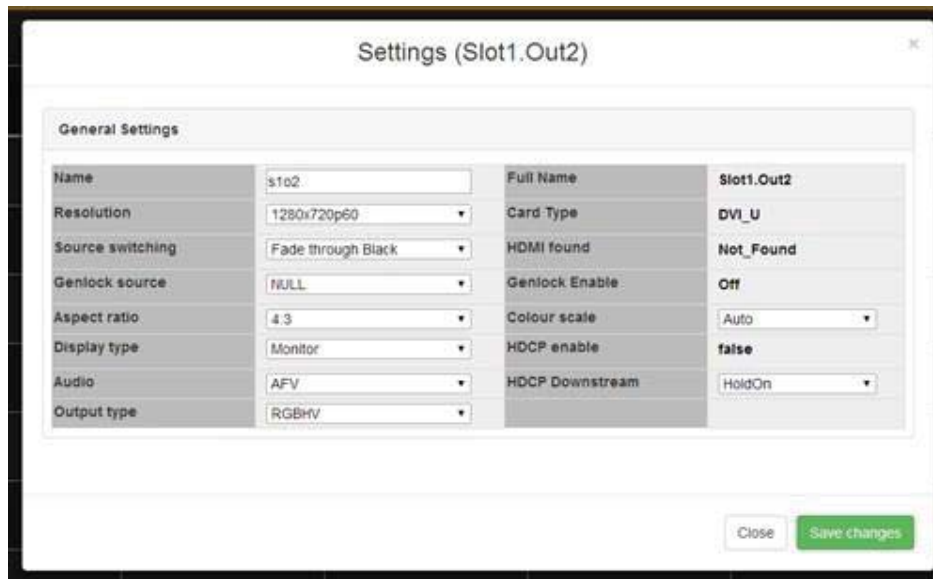 Settings (Slot1.Out2)
×
General Settings
Name s1o2 Full Name Slot1.Out2
Resolution 1280x720p60 Card Type DVI_U
Source switching Fade through Black HDMI found Not_Found
Genlock source NULL Genlock Enable Off
Aspect ratio 4:3 Colour scale Auto
Display type Monitor HDCP enable false
Audio AFV HDCP Downstream HoldOn
Output type RGBHV
Close Save changes